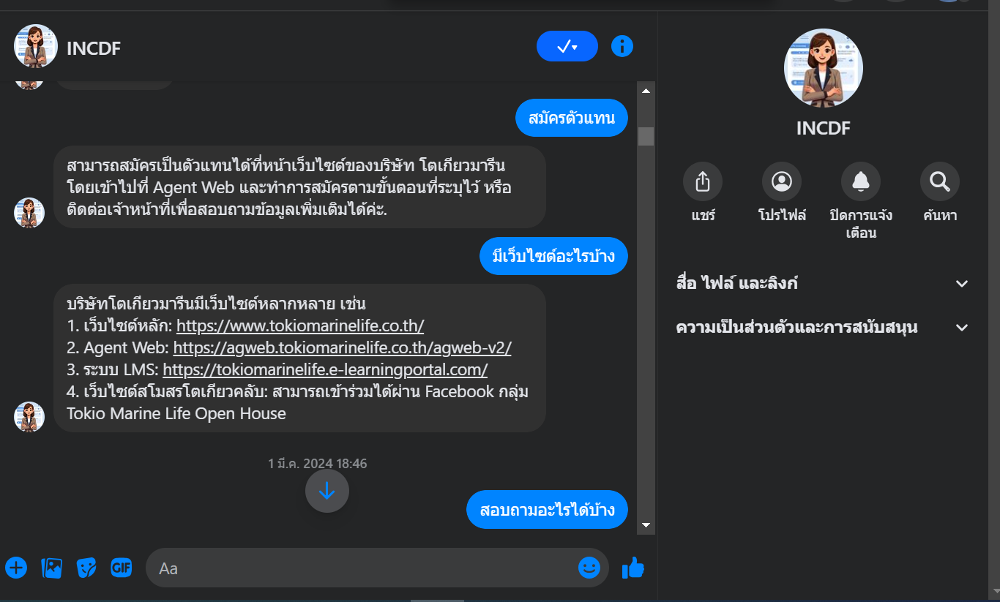 INCDF
สมัครตัวแทน
สามารถสมัครเป็นตัวแทนได้ที่หน้าเว็บไซต์ของบริษัท โตเกียวมารีน
โดยเข้าไปที่ Agent Web และทำการสมัครตามขั้นตอนที่ระบุไว้ หรือ
ติดต่อเจ้าหน้าที่เพื่อสอบถามข้อมูลเพิ่มเติมได้ค่ะ.
มีเว็บไซต์อะไรบ้าง
บริษัทโตเกียวมารีนมีเว็บไซต์หลากหลาย เช่น
1. เว็บไซต์หลัก: https://www.tokiomarinelife.co.th/
2. Agent Web: https://agweb.tokiomarinelife.co.th/agweb-v2/
3. ระบบ LMS: https://tokiomarinelife.e-learningportal.com/
4. เว็บไซต์สโมสรโตเกียวคลับ: สามารถเข้าร่วมได้ผ่าน Facebook กลุ่ม
Tokio Marine Life Open House
1 มี.ค. 2024 18:46
สอบถามอะไรได้บ้าง
GIF
Aa
INCDF
แชร์
โปรไฟล์
ปิดการแจ้ง
เตือน
ค้นหา
สื่อ ไฟล์ และลิงก์
ความเป็นส่วนตัวและการสนับสนุน